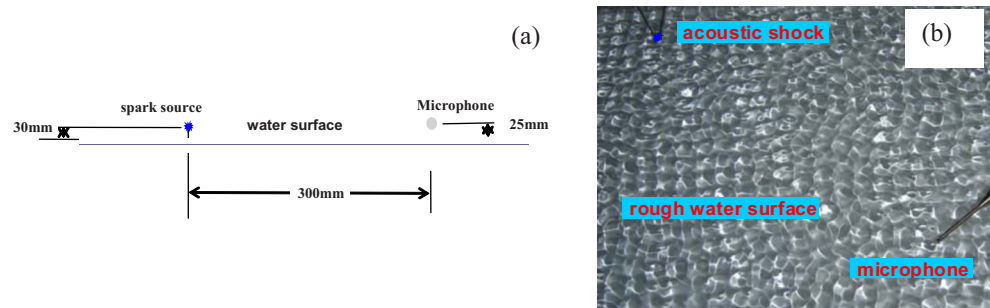 (a)
spark source
Microphone
30mm
water surface
25mm
300mm
(b)
acoustic shock
rough water surface
microphone